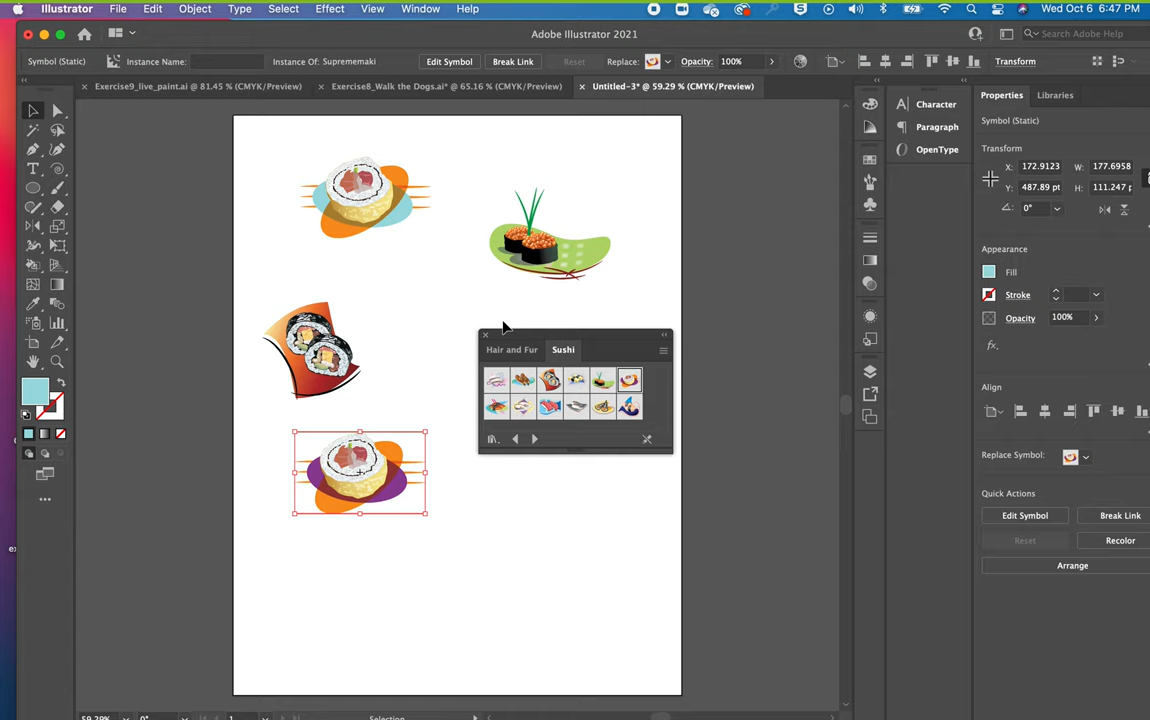 Illustrator File Edit Object Type Select Effect View Window Help Wed Oct 6 6:47 PM
Adobe Illustrator 2021
Search Adobe Help
Symbol (Static) Instance Name: Instance Of: Suprememaki Edit Symbol Break Link Reset Replace: Opacity: 100% Transform
Exercise9_live_paint.ai @ 81.45 % (CMYK/Preview) Exercise8_Walk the Dogs.ai* @ 65.16 % (CMYK/Preview) Untitled-3* @ 59.29 % (CMYK/Preview)
Properties Libraries
Character
Paragraph
OpenType
Symbol (Static)
Transform
X: 172.9123 W: 177.6958
Y: 487.89 pt H: 111.247 p
0°
Appearance
Fill
Stroke
Opacity 100%
fx.
Hair and Fur Sushi
Align
Replace Symbol:
Quick Actions
Edit Symbol Break Link
Reset Recolor
Arrange
59.29% 0° 1 Selection